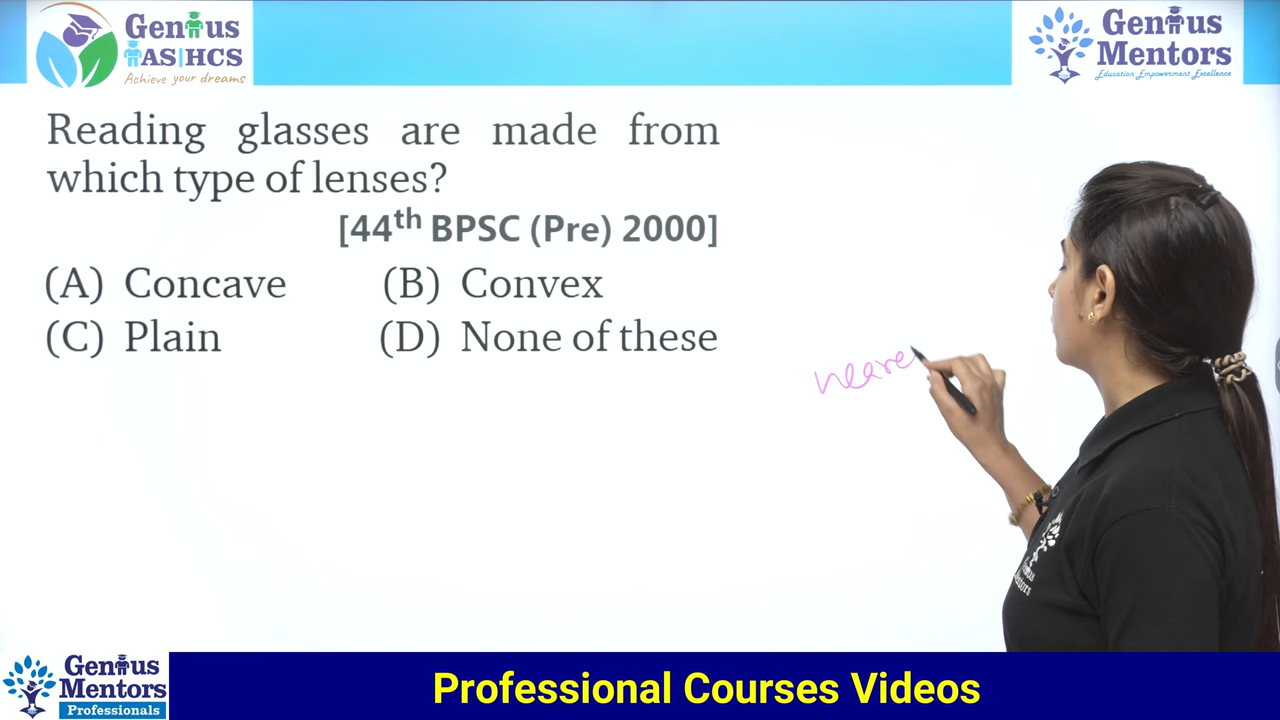 Genius
IAS|HCS
Achieve your dreams
Genius
Mentors
Education Empowerment Excellence
Reading glasses are made from
which type of lenses?
[44th BPSC (Pre) 2000]
(A) Concave (B) Convex
(C) Plain (D) None of these
neare
Genius
Mentors
Professionals
Professional Courses Videos